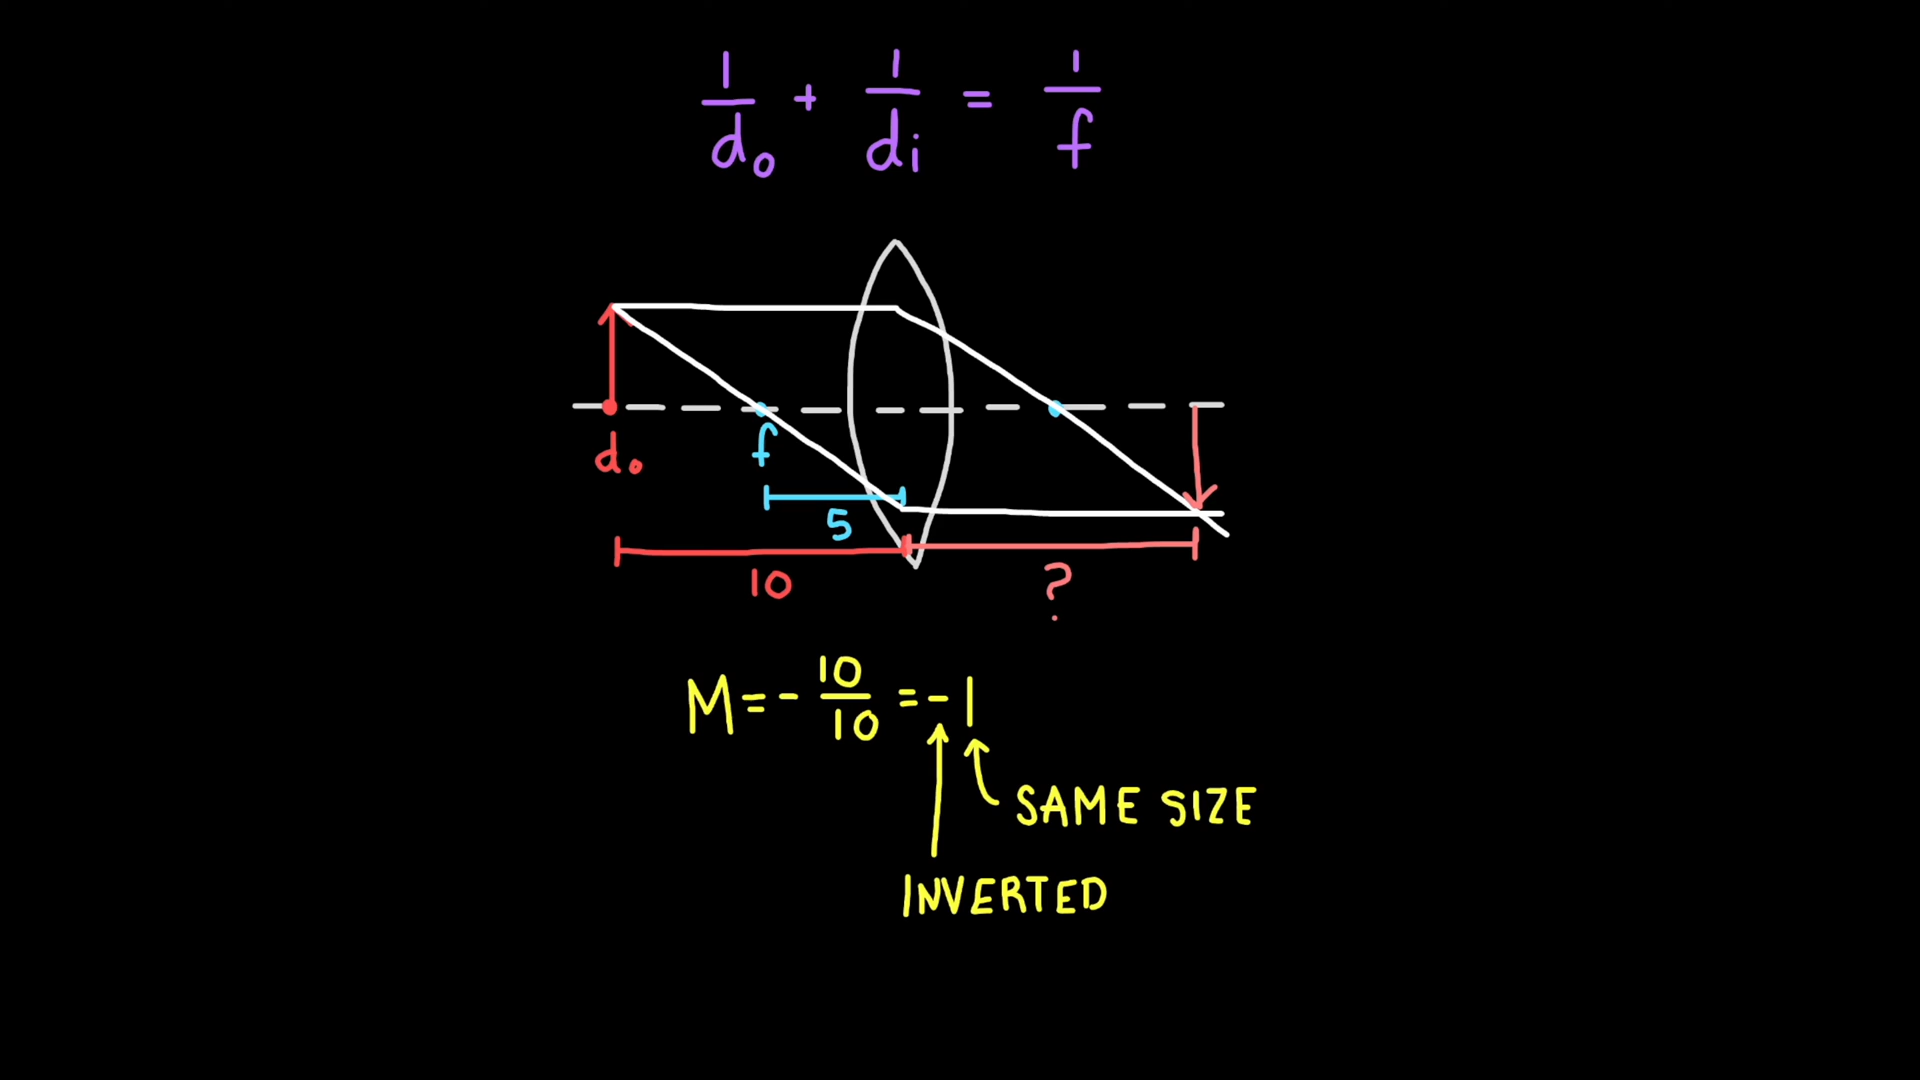 1/d₀ + 1/di = 1/f
d₀
f
5
10
?
M = - 10/10 = -1
SAME SIZE
INVERTED